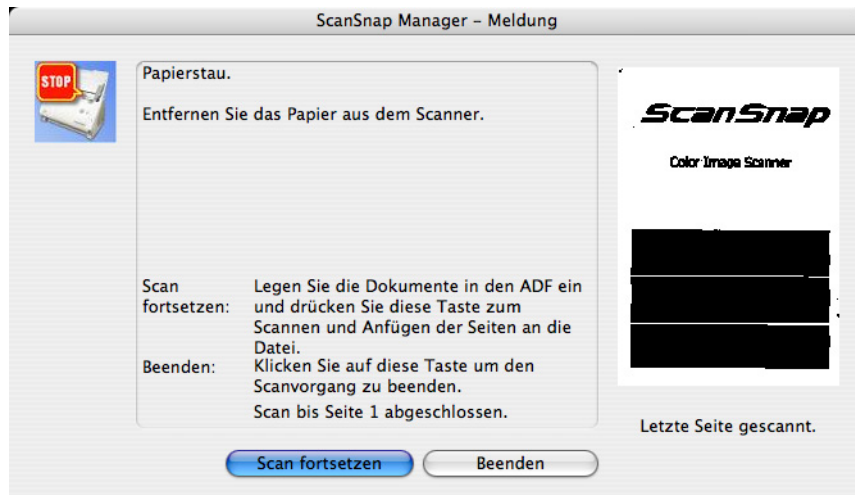 ScanSnap Manager – Meldung
STOP
Papierstau.
Entfernen Sie das Papier aus dem Scanner.
Scan fortsetzen:
Legen Sie die Dokumente in den ADF ein
und drücken Sie diese Taste zum
Scannen und Anfügen der Seiten an die
Datei.
Beenden:
Klicken Sie auf diese Taste um den
Scanvorgang zu beenden.
Scan bis Seite 1 abgeschlossen.
ScanSnap
Color Image Scanner
Letzte Seite gescannt.
Scan fortsetzen
Beenden